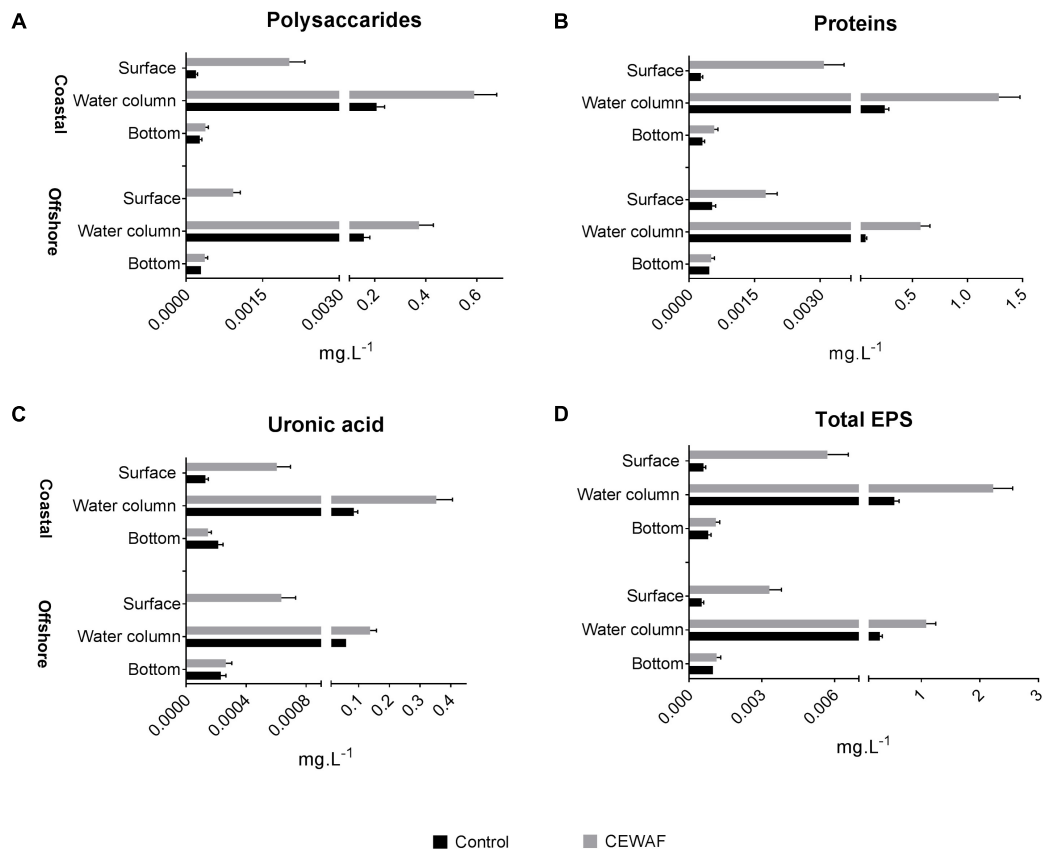 A
Polysaccarides
Coastal
Surface
Water column
Bottom
Offshore
Surface
Water column
Bottom
0.0000
0.0015
0.0030
0.2
0.4
0.6
mg.L-1
B
Proteins
Surface
Water column
Bottom
Surface
Water column
Bottom
0.0000
0.0015
0.0030
0.5
1.0
1.5
mg.L-1
C
Uronic acid
Coastal
Surface
Water column
Bottom
Offshore
Surface
Water column
Bottom
0.0000
0.0004
0.0008
0.1
0.2
0.3
0.4
mg.L-1
D
Total EPS
Surface
Water column
Bottom
Surface
Water column
Bottom
0.000
0.003
0.006
1
2
3
mg.L-1
Control
CEWAF